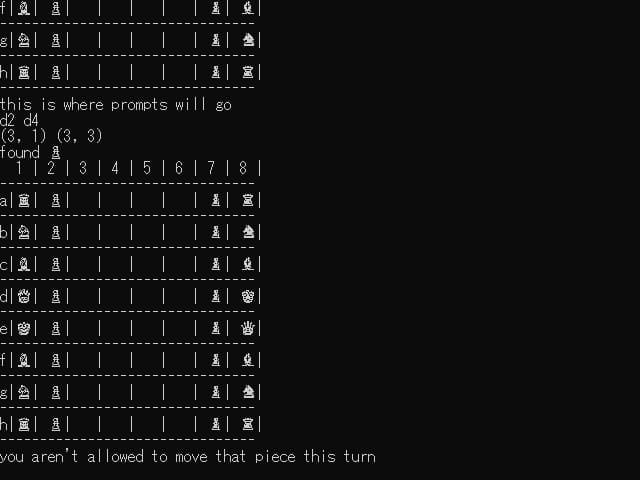 f|♗| ♙ |   |   |   |   | ♟ | ♝ |
--------------------------------
g|♘| ♙ |   |   |   |   | ♟ | ♞ |
--------------------------------
h|♖| ♙ |   |   |   |   | ♟ | ♜ |
--------------------------------
this is where prompts will go
d2 d4
(3, 1) (3, 3)
found ♙
  1 | 2 | 3 | 4 | 5 | 6 | 7 | 8 |
--------------------------------
a|♖| ♙ |   |   |   |   | ♟ | ♜ |
--------------------------------
b|♘| ♙ |   |   |   |   | ♟ | ♞ |
--------------------------------
c|♗| ♙ |   |   |   |   | ♟ | ♝ |
--------------------------------
d|♕| ♙ |   |   |   |   | ♟ | ♚ |
--------------------------------
e|♔| ♙ |   |   |   |   | ♟ | ♛ |
--------------------------------
f|♗| ♙ |   |   |   |   | ♟ | ♝ |
--------------------------------
g|♘| ♙ |   |   |   |   | ♟ | ♞ |
--------------------------------
h|♖| ♙ |   |   |   |   | ♟ | ♜ |
--------------------------------
you aren't allowed to move that piece this turn